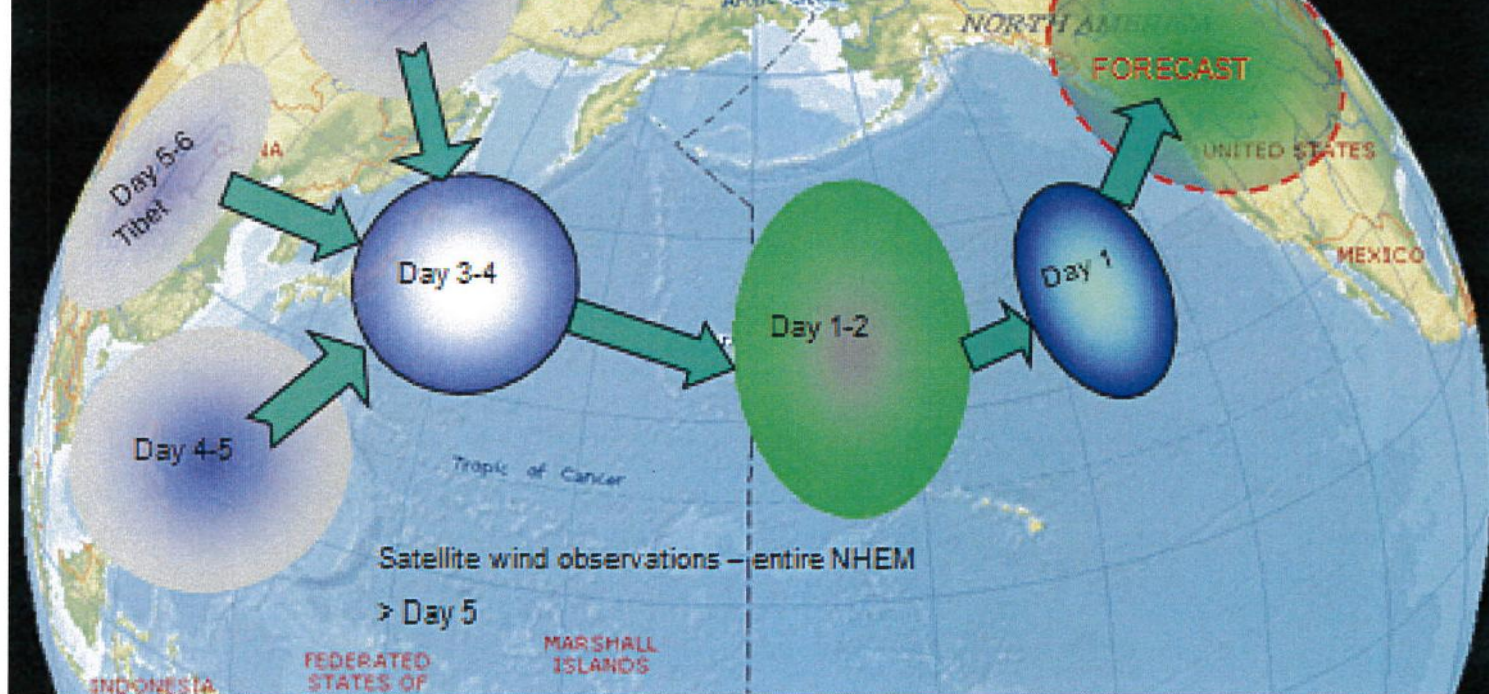 NORTH AMERICA
FORECAST
UNITED STATES
MEXICO
Day 5-6
Tibet
Day 3-4
Day 1-2
Day 1
Day 4-5
Tropic of Cancer
Satellite wind observations – entire NHEM
> Day 5
MARSHALL
ISLANDS
FEDERATED
STATES OF
INDONESIA